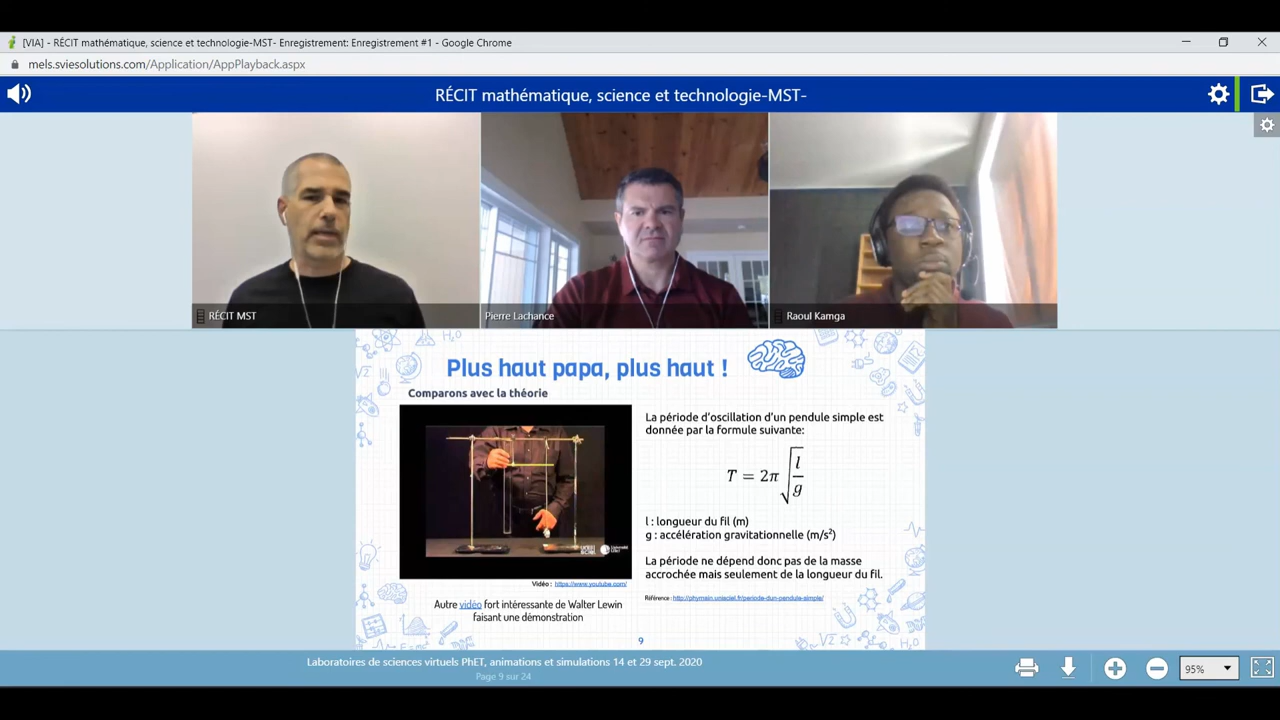 [VIA] - RÉCIT mathématique, science et technologie-MST- Enregistrement: Enregistrement #1 - Google Chrome
mels.sviesolutions.com/Application/AppPlayback.aspx
RÉCIT mathématique, science et technologie-MST-
RÉCIT MST
Pierre Lachance
Raoul Kamga
Plus haut papa, plus haut !
Comparons avec la théorie
La période d'oscillation d'un pendule simple est
donnée par la formule suivante:
T = 2π √(l/g)
l : longueur du fil (m)
g : accélération gravitationnelle (m/s²)
La période ne dépend donc pas de la masse
accrochée mais seulement de la longueur du fil.
Référence : http://phymain.unisciel.fr/periode-dun-pendule-simple/
Vidéo : https://www.youtube.com/
Autre vidéo fort intéressante de Walter Lewin
faisant une démonstration
9
Laboratoires de sciences virtuels PhET, animations et simulations 14 et 29 sept. 2020
Page 9 sur 24
95%